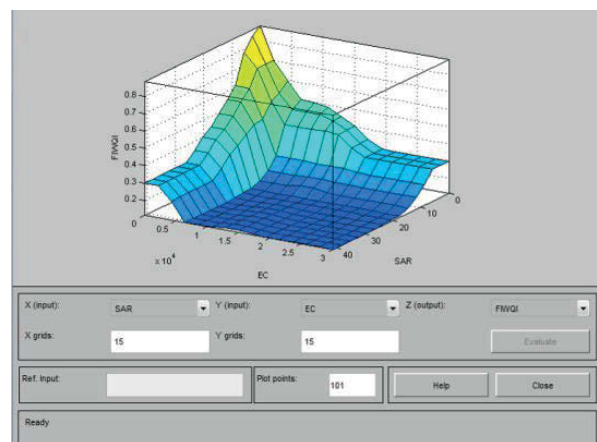 0.8
0.7
0.6
0.5
0.4
0.3
0.2
FIWQI
0
0.5
1
1.5
2
2.5
3
x 10⁴
EC
40
30
20
10
0
SAR
X (input):
SAR
Y (input):
EC
Z (output):
FIWQI
X grids:
15
Y grids:
15
Evaluate
Ref. Input:
Plot points:
101
Help
Close
Ready